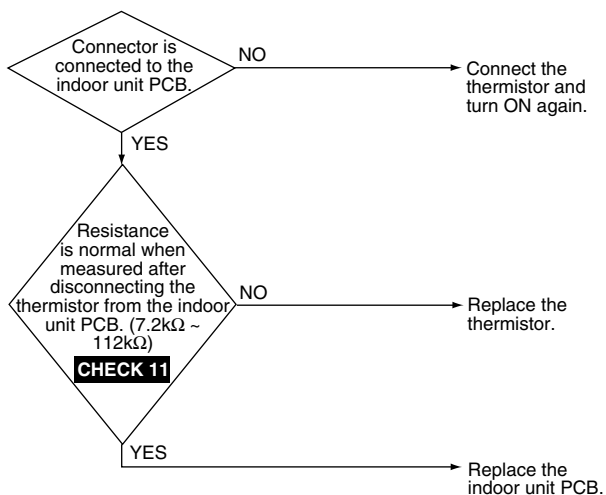 Connector is
connected to the
indoor unit PCB.
NO
Connect the
thermistor and
turn ON again.
YES
Resistance
is normal when
measured after
disconnecting the
thermistor from the indoor
unit PCB. (7.2kΩ ~
112kΩ)
CHECK 11
NO
Replace the
thermistor.
YES
Replace the
indoor unit PCB.